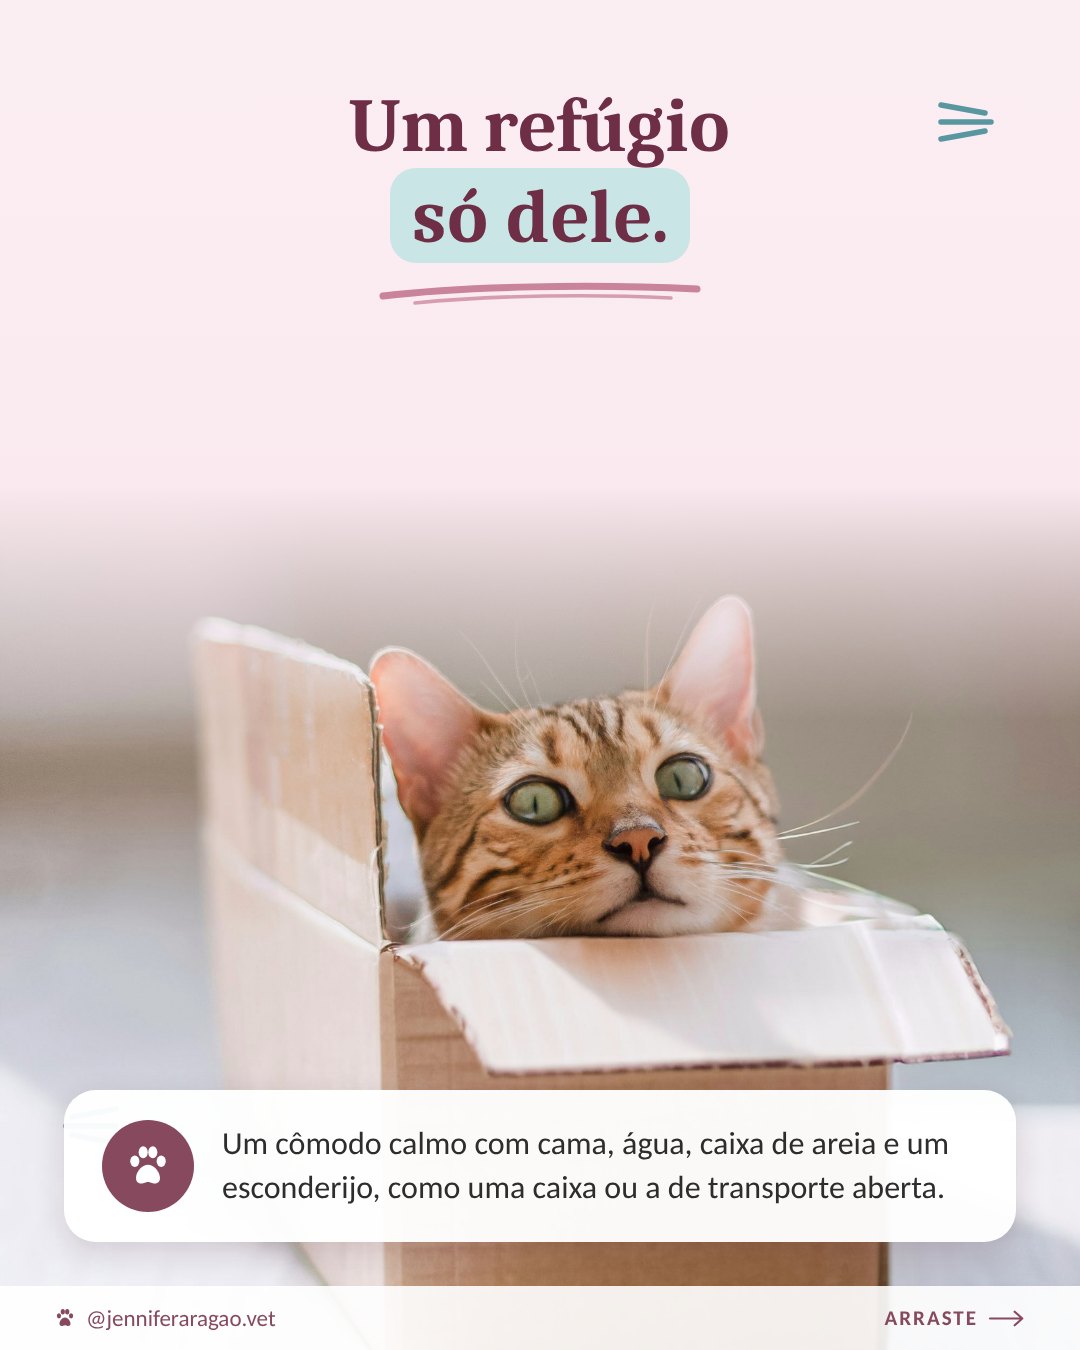 Um refúgio
só dele.
Um cômodo calmo com cama, água, caixa de areia e um
esconderijo, como uma caixa ou a de transporte aberta.
@jenniferaragao.vet
ARRASTE